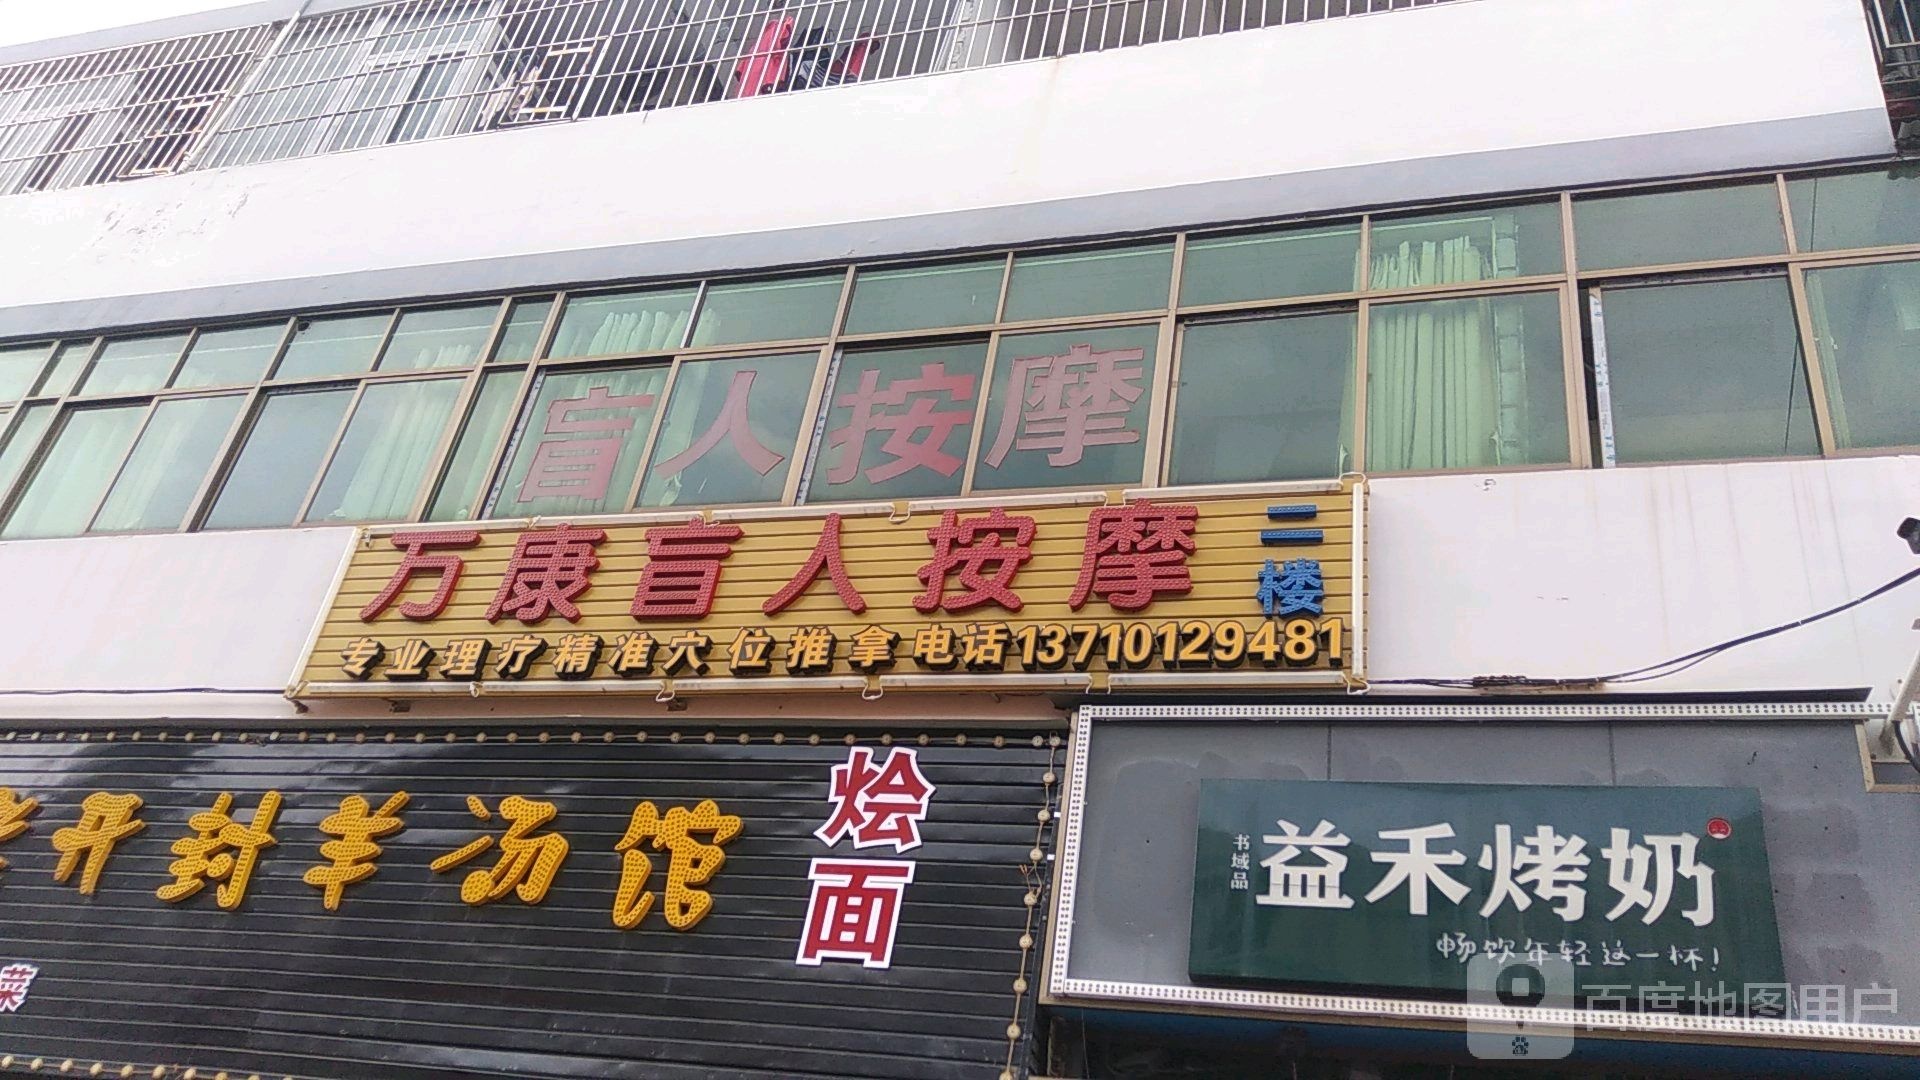 盲人按摩
万康盲人按摩 二楼
专业理疗精准穴位推拿电话13710129481
开封羊汤馆
烩面
菜
书域品
益禾烤奶
畅饮年轻这一杯!
百度地图用户